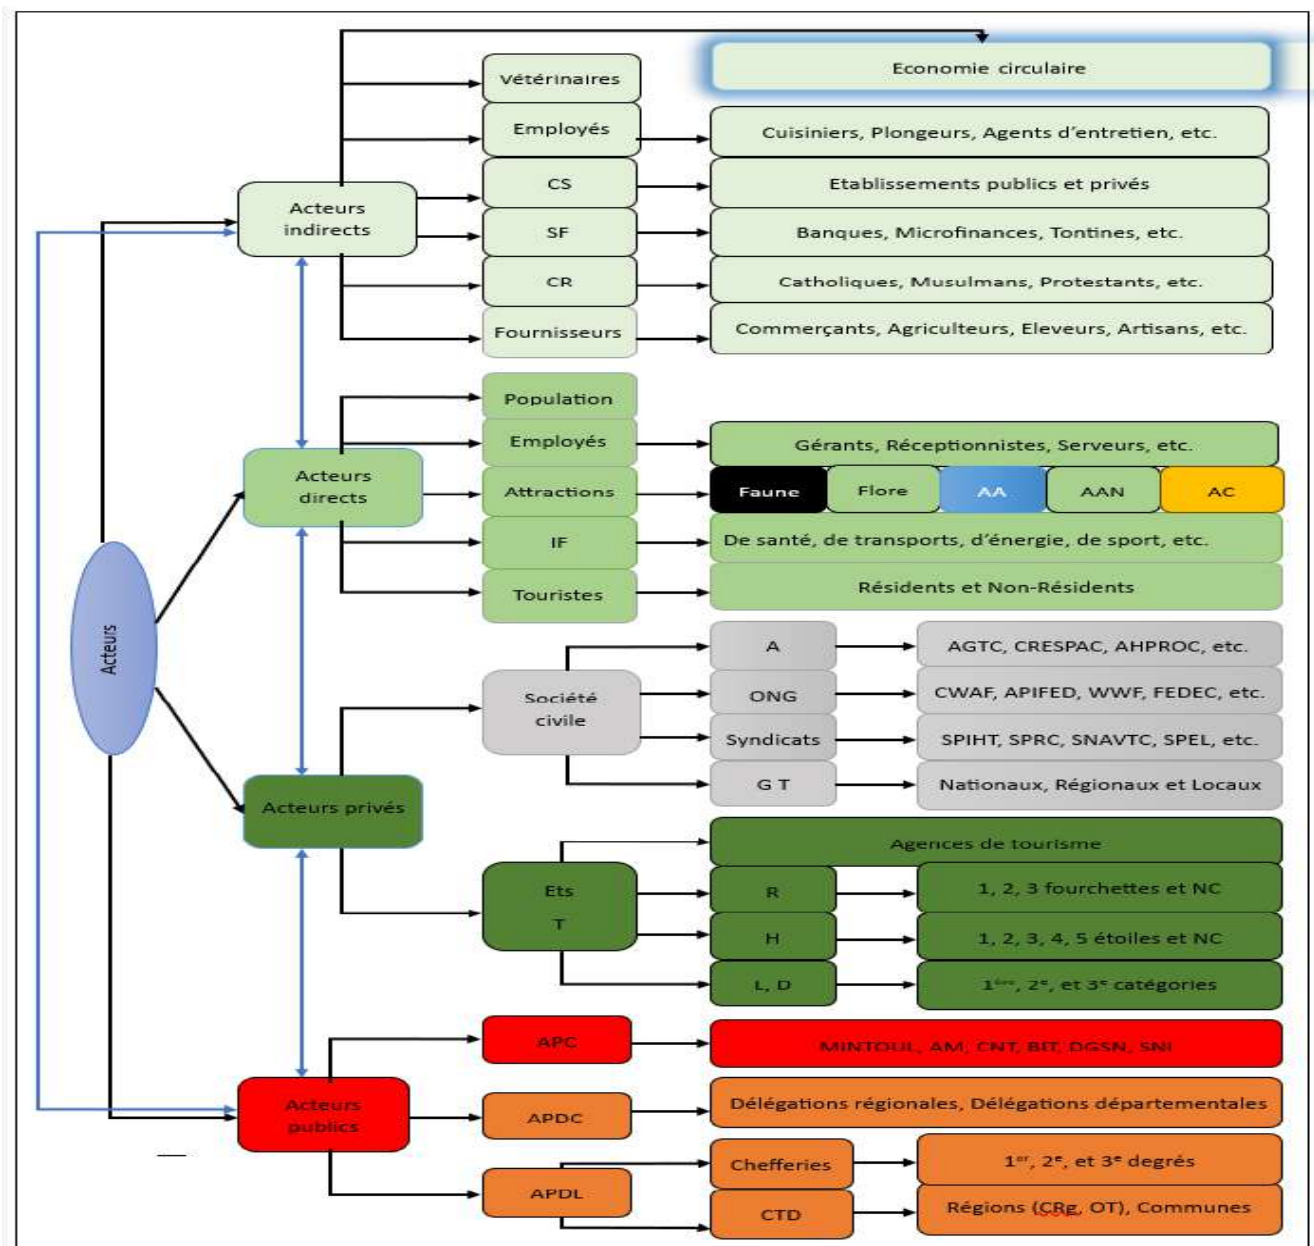 Economie circulaire
Vétérinaires
Employés
Cuisiniers, Plongeurs, Agents d'entretien, etc.
CS
Etablissements publics et privés
Acteurs
indirects
SF
Banques, Microfinances, Tontines, etc.
CR
Catholiques, Musulmans, Protestants, etc.
Fournisseurs
Commerçants, Agriculteurs, Eleveurs, Artisans, etc.
Population
Employés
Gérants, Réceptionnistes, Serveurs, etc.
Acteurs
directs
Attractions
Faune
Flore
AA
AAN
AC
IF
De santé, de transports, d'énergie, de sport, etc.
Touristes
Résidents et Non-Résidents
Acteurs
A
AGTC, CRESPAC, AHPROC, etc.
Société
civile
ONG
CWAF, APIFED, WWF, FEDEC, etc.
Syndicats
SPIHT, SPRC, SNAVTC, SPEL, etc.
G T
Nationaux, Régionaux et Locaux
Acteurs privés
Agences de tourisme
Ets
T
R
1, 2, 3 fourchettes et NC
H
1, 2, 3, 4, 5 étoiles et NC
L, D
1ère, 2e, et 3e catégories
APC
MINTOUL, AM, CNT, BIT, DGSN, SNI
Acteurs
publics
APDC
Délégations régionales, Délégations départementales
APDL
Chefferies
1er, 2e, et 3e degrés
CTD
Régions (CRg, OT), Communes